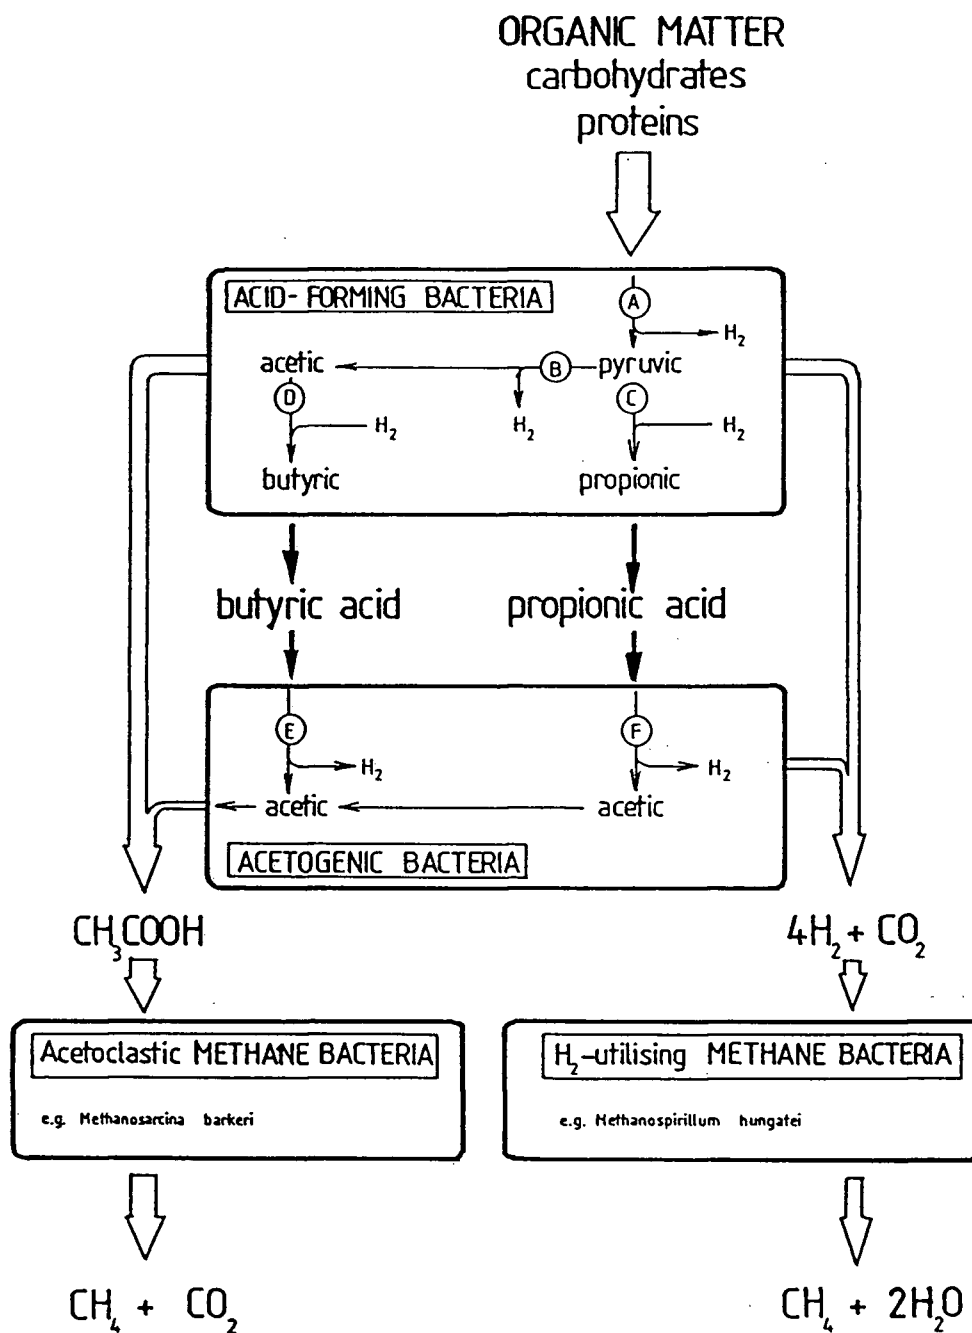 ORGANIC MATTER
carbohydrates
proteins
ACID-FORMING BACTERIA
A
H₂
acetic
B
pyruvic
D
C
H₂
H₂
H₂
butyric
propionic
butyric acid
propionic acid
E
F
H₂
H₂
acetic
acetic
ACETOGENIC BACTERIA
CH₃COOH
4H₂ + CO₂
Acetoclastic METHANE BACTERIA
H₂-utilising METHANE BACTERIA
e.g. Methanosarcina barkeri
e.g. Methanospirillum hungatei
CH₄ + CO₂
CH₄ + 2H₂O